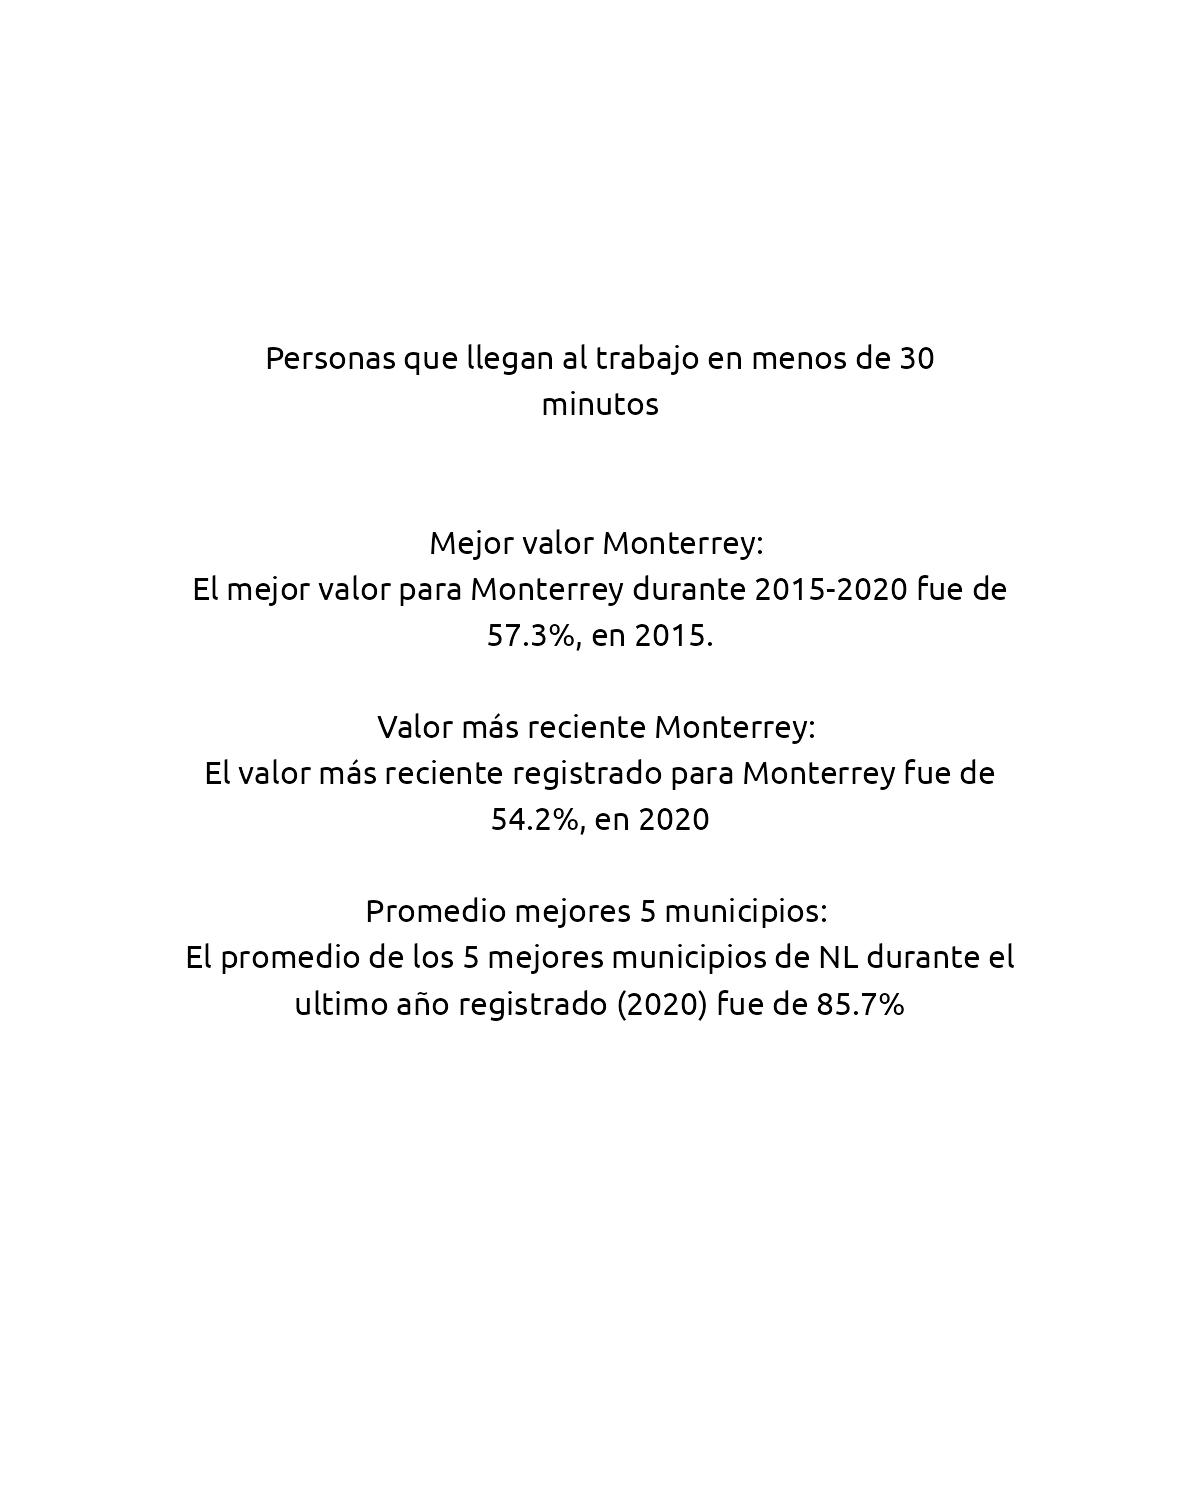 Personas que llegan al trabajo en menos de 30
minutos
Mejor valor Monterrey:
El mejor valor para Monterrey durante 2015-2020 fue de
57.3%, en 2015.
Valor más reciente Monterrey:
El valor más reciente registrado para Monterrey fue de
54.2%, en 2020
Promedio mejores 5 municipios:
El promedio de los 5 mejores municipios de NL durante el
ultimo año registrado (2020) fue de 85.7%